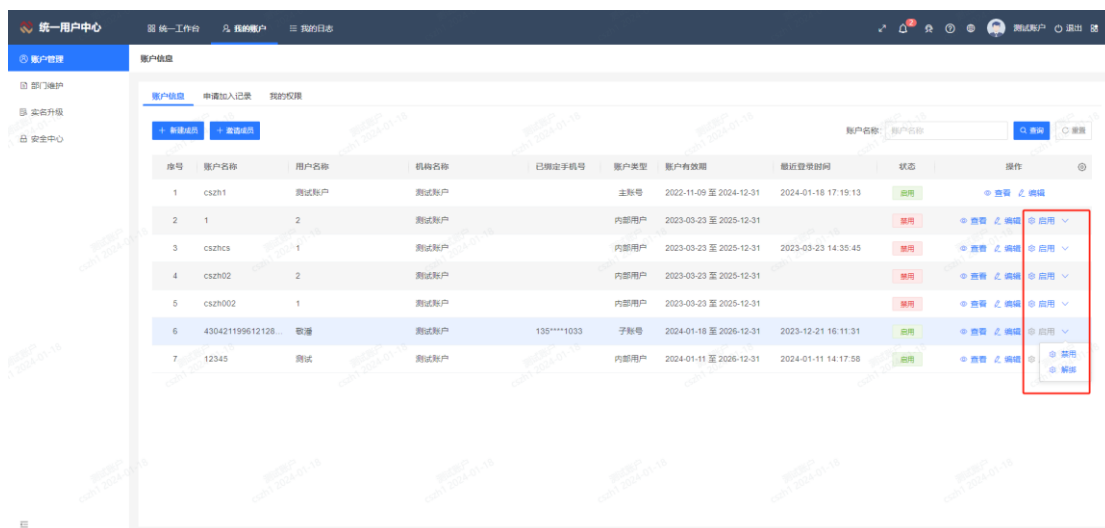 统一用户中心 统一工作台 我的账户 我的日志 2 测试账户 退出
账户管理 账户信息
部门维护
账户信息 申请加入记录 我的权限
实名升级
安全中心
+ 新建成员 + 邀请成员 账户名称: 账户名称 查询 重置
序号 账户名称 用户名称 机构名称 已绑定手机号 账户类型 账户有效期 最近登录时间 状态 操作
1 cszh1 测试账户 测试账户 主账号 2022-11-09 至 2024-12-31 2024-01-18 17:19:13 启用 查看 编辑
2 1 2 测试账户 内部用户 2023-03-23 至 2025-12-31 禁用 查看 编辑 启用
3 cszhcs 1 测试账户 内部用户 2023-03-23 至 2025-12-31 2023-03-23 14:35:45 禁用 查看 编辑 启用
4 cszh02 2 测试账户 内部用户 2023-03-23 至 2025-12-31 禁用 查看 编辑 启用
5 cszh002 1 测试账户 内部用户 2023-03-23 至 2025-12-31 禁用 查看 编辑 启用
6 430421199612128... 敬潘 测试账户 135****1033 子账号 2024-01-18 至 2026-12-31 2023-12-21 16:11:31 启用 查看 编辑 启用
7 12345 测试 测试账户 内部用户 2024-01-11 至 2026-12-31 2024-01-11 14:17:58 启用 查看 编辑
禁用
解绑